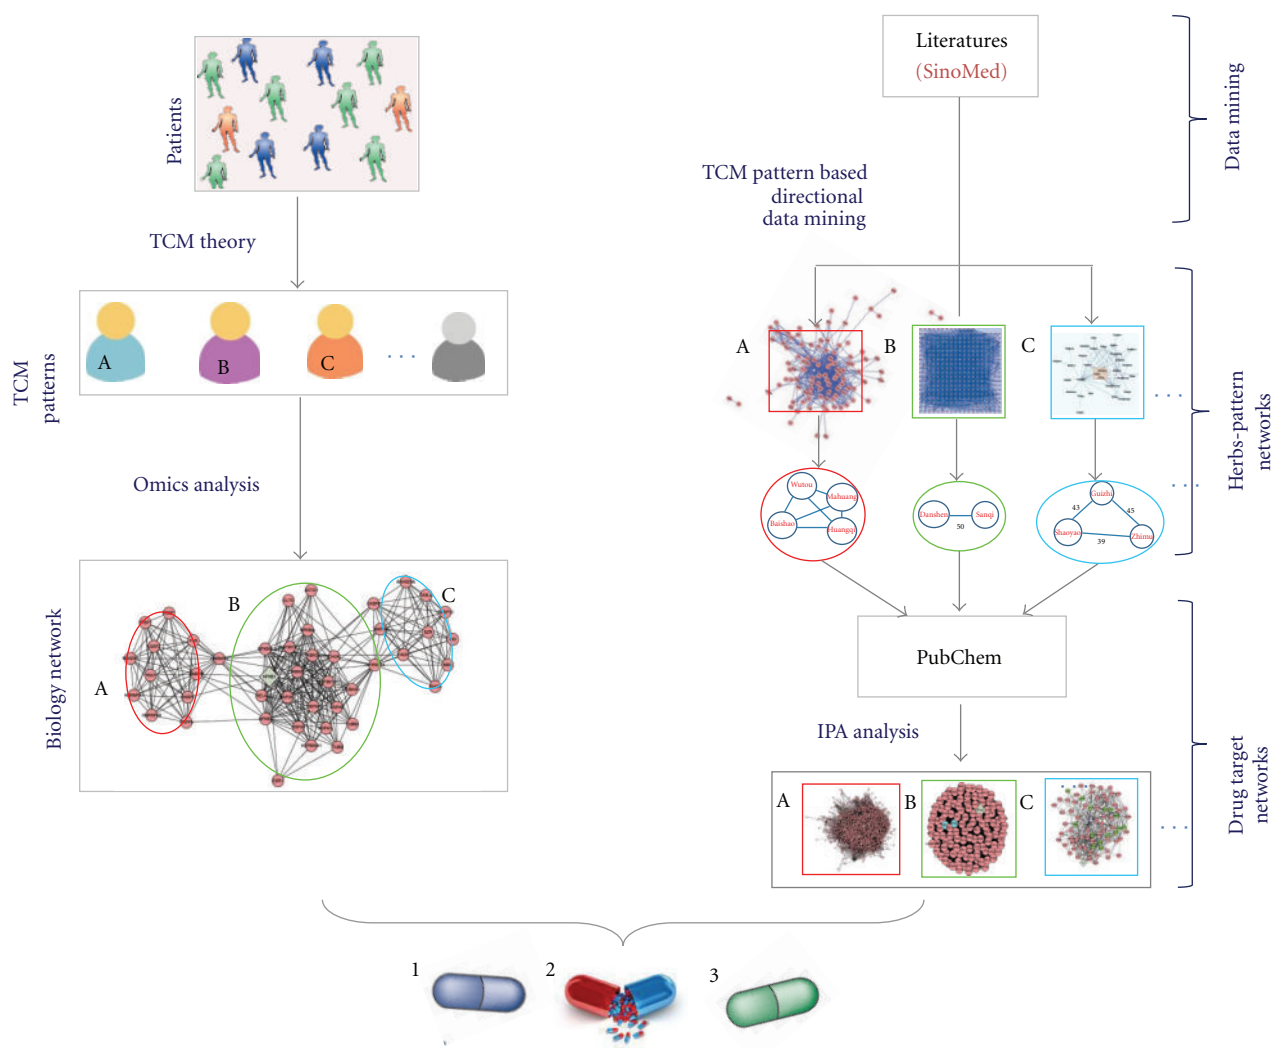 Patients
TCM theory
TCM
patterns
A
B
C
Omics analysis
Biology network
A
B
C
Literatures
(SinoMed)
Data mining
TCM pattern based
directional
data mining
A
B
C
Herbs-pattern
networks
Wutou
Mahuang
Baishao
Huangqi
Danshen
Sanqi
50
Guizhi
43
45
Shaoyao
Zhimu
39
PubChem
IPA analysis
Drug target
networks
A
B
C
1
2
3